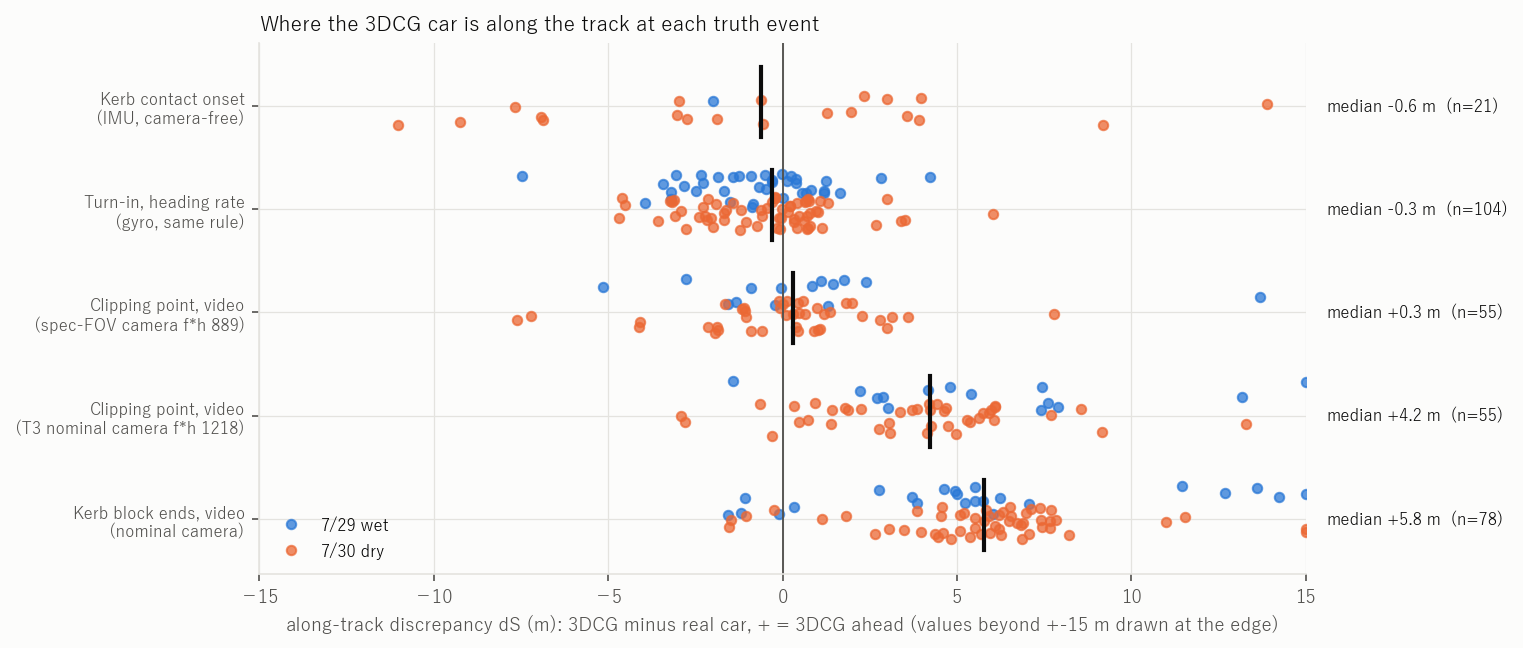 Where the 3DCG car is along the track at each truth event
Kerb contact onset
(IMU, camera-free)
median -0.6 m (n=21)
Turn-in, heading rate
(gyro, same rule)
median -0.3 m (n=104)
Clipping point, video
(spec-FOV camera f*h 889)
median +0.3 m (n=55)
Clipping point, video
(T3 nominal camera f*h 1218)
median +4.2 m (n=55)
Kerb block ends, video
(nominal camera)
median +5.8 m (n=78)
7/29 wet
7/30 dry
−15 −10 −5 0 5 10 15
along-track discrepancy dS (m): 3DCG minus real car, + = 3DCG ahead (values beyond +-15 m drawn at the edge)